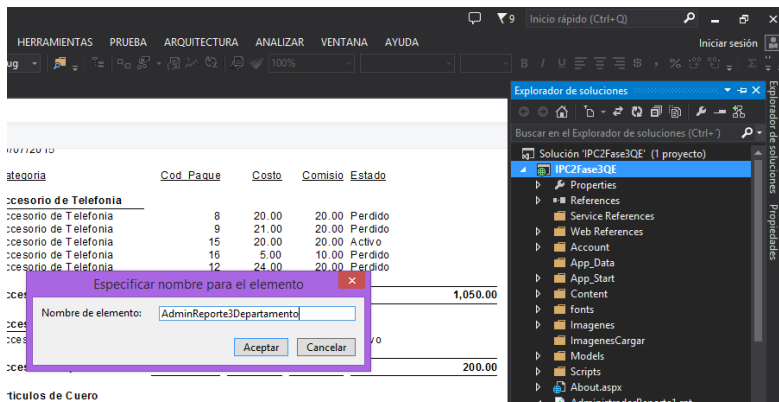 9 Inicio rápido (Ctrl+Q)
HERRAMIENTAS PRUEBA ARQUITECTURA ANALIZAR VENTANA AYUDA Iniciar sesión
ug 100%
Explorador de soluciones
Buscar en el Explorador de soluciones (Ctrl+´)
Solución 'IPC2Fase3QE' (1 proyecto)
IPC2Fase3QE
Properties
References
Service References
Web References
Account
App_Data
App_Start
Content
fonts
Imagenes
ImagenesCargar
Models
Scripts
About.aspx
AdministradorReporte1.rpt
Explorador de soluciones
Propiedades
/07/2015
ategoria Cod_Paque Costo Comisio Estado
ccesorio de Telefonia
ccesorio de Telefonia 8 20.00 20.00 Perdido
ccesorio de Telefonia 9 21.00 20.00 Perdido
ccesorio de Telefonia 15 20.00 20.00 Activo
ccesorio de Telefonia 16 5.00 10.00 Perdido
ccesorio de Telefonia 12 24.00 20.00 Perdido
Especificar nombre para el elemento
Nombre de elemento: AdminReporte3Departamento
Aceptar Cancelar
1,050.00
200.00
rticulos de Cuero